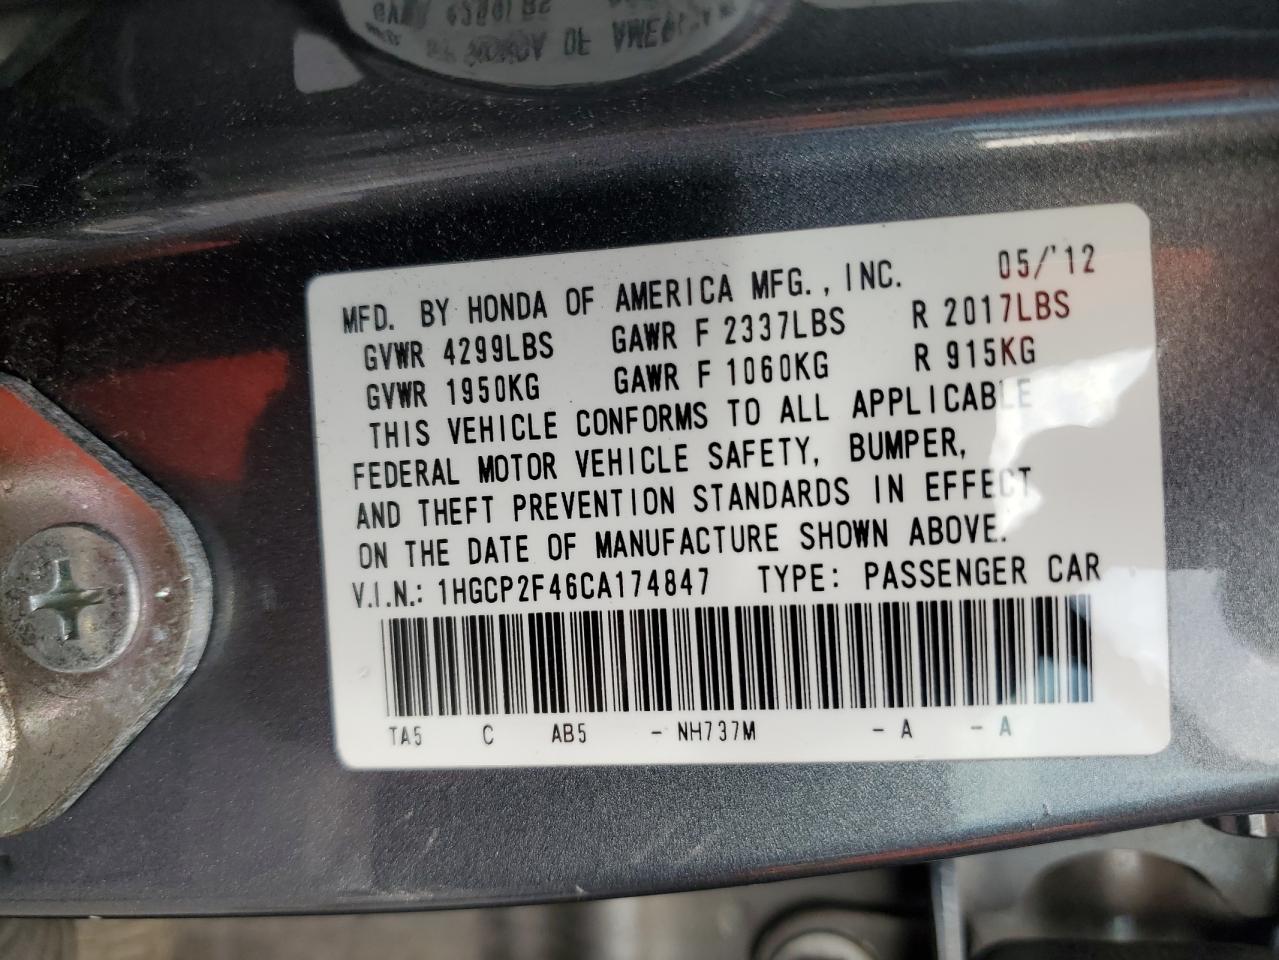 MFD. BY HONDA OF AMERICA MFG., INC. 05/'12
GVWR 4299LBS GAWR F 2337LBS R 2017LBS
GVWR 1950KG GAWR F 1060KG R 915KG
THIS VEHICLE CONFORMS TO ALL APPLICABLE
FEDERAL MOTOR VEHICLE SAFETY, BUMPER,
AND THEFT PREVENTION STANDARDS IN EFFECT
ON THE DATE OF MANUFACTURE SHOWN ABOVE.
V.I.N.: 1HGCP2F46CA174847 TYPE: PASSENGER CAR
TA5 C AB5 - NH737M - A - A